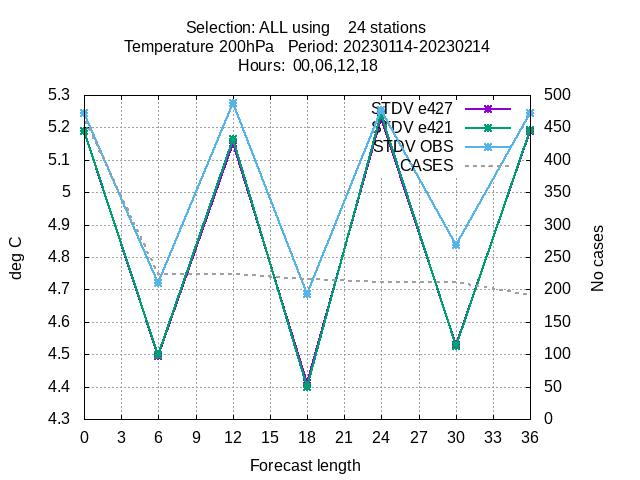 Selection: ALL using    24 stations
Temperature 200hPa   Period: 20230114-20230214
Hours:  00,06,12,18
5.3
5.2
5.1
5
4.9
4.8
4.7
4.6
4.5
4.4
4.3
deg C
STDV e427
STDV e421
STDV OBS
CASES
500
450
400
350
300
250
200
150
100
50
0
No cases
0 3 6 9 12 15 18 21 24 27 30 33 36
Forecast length